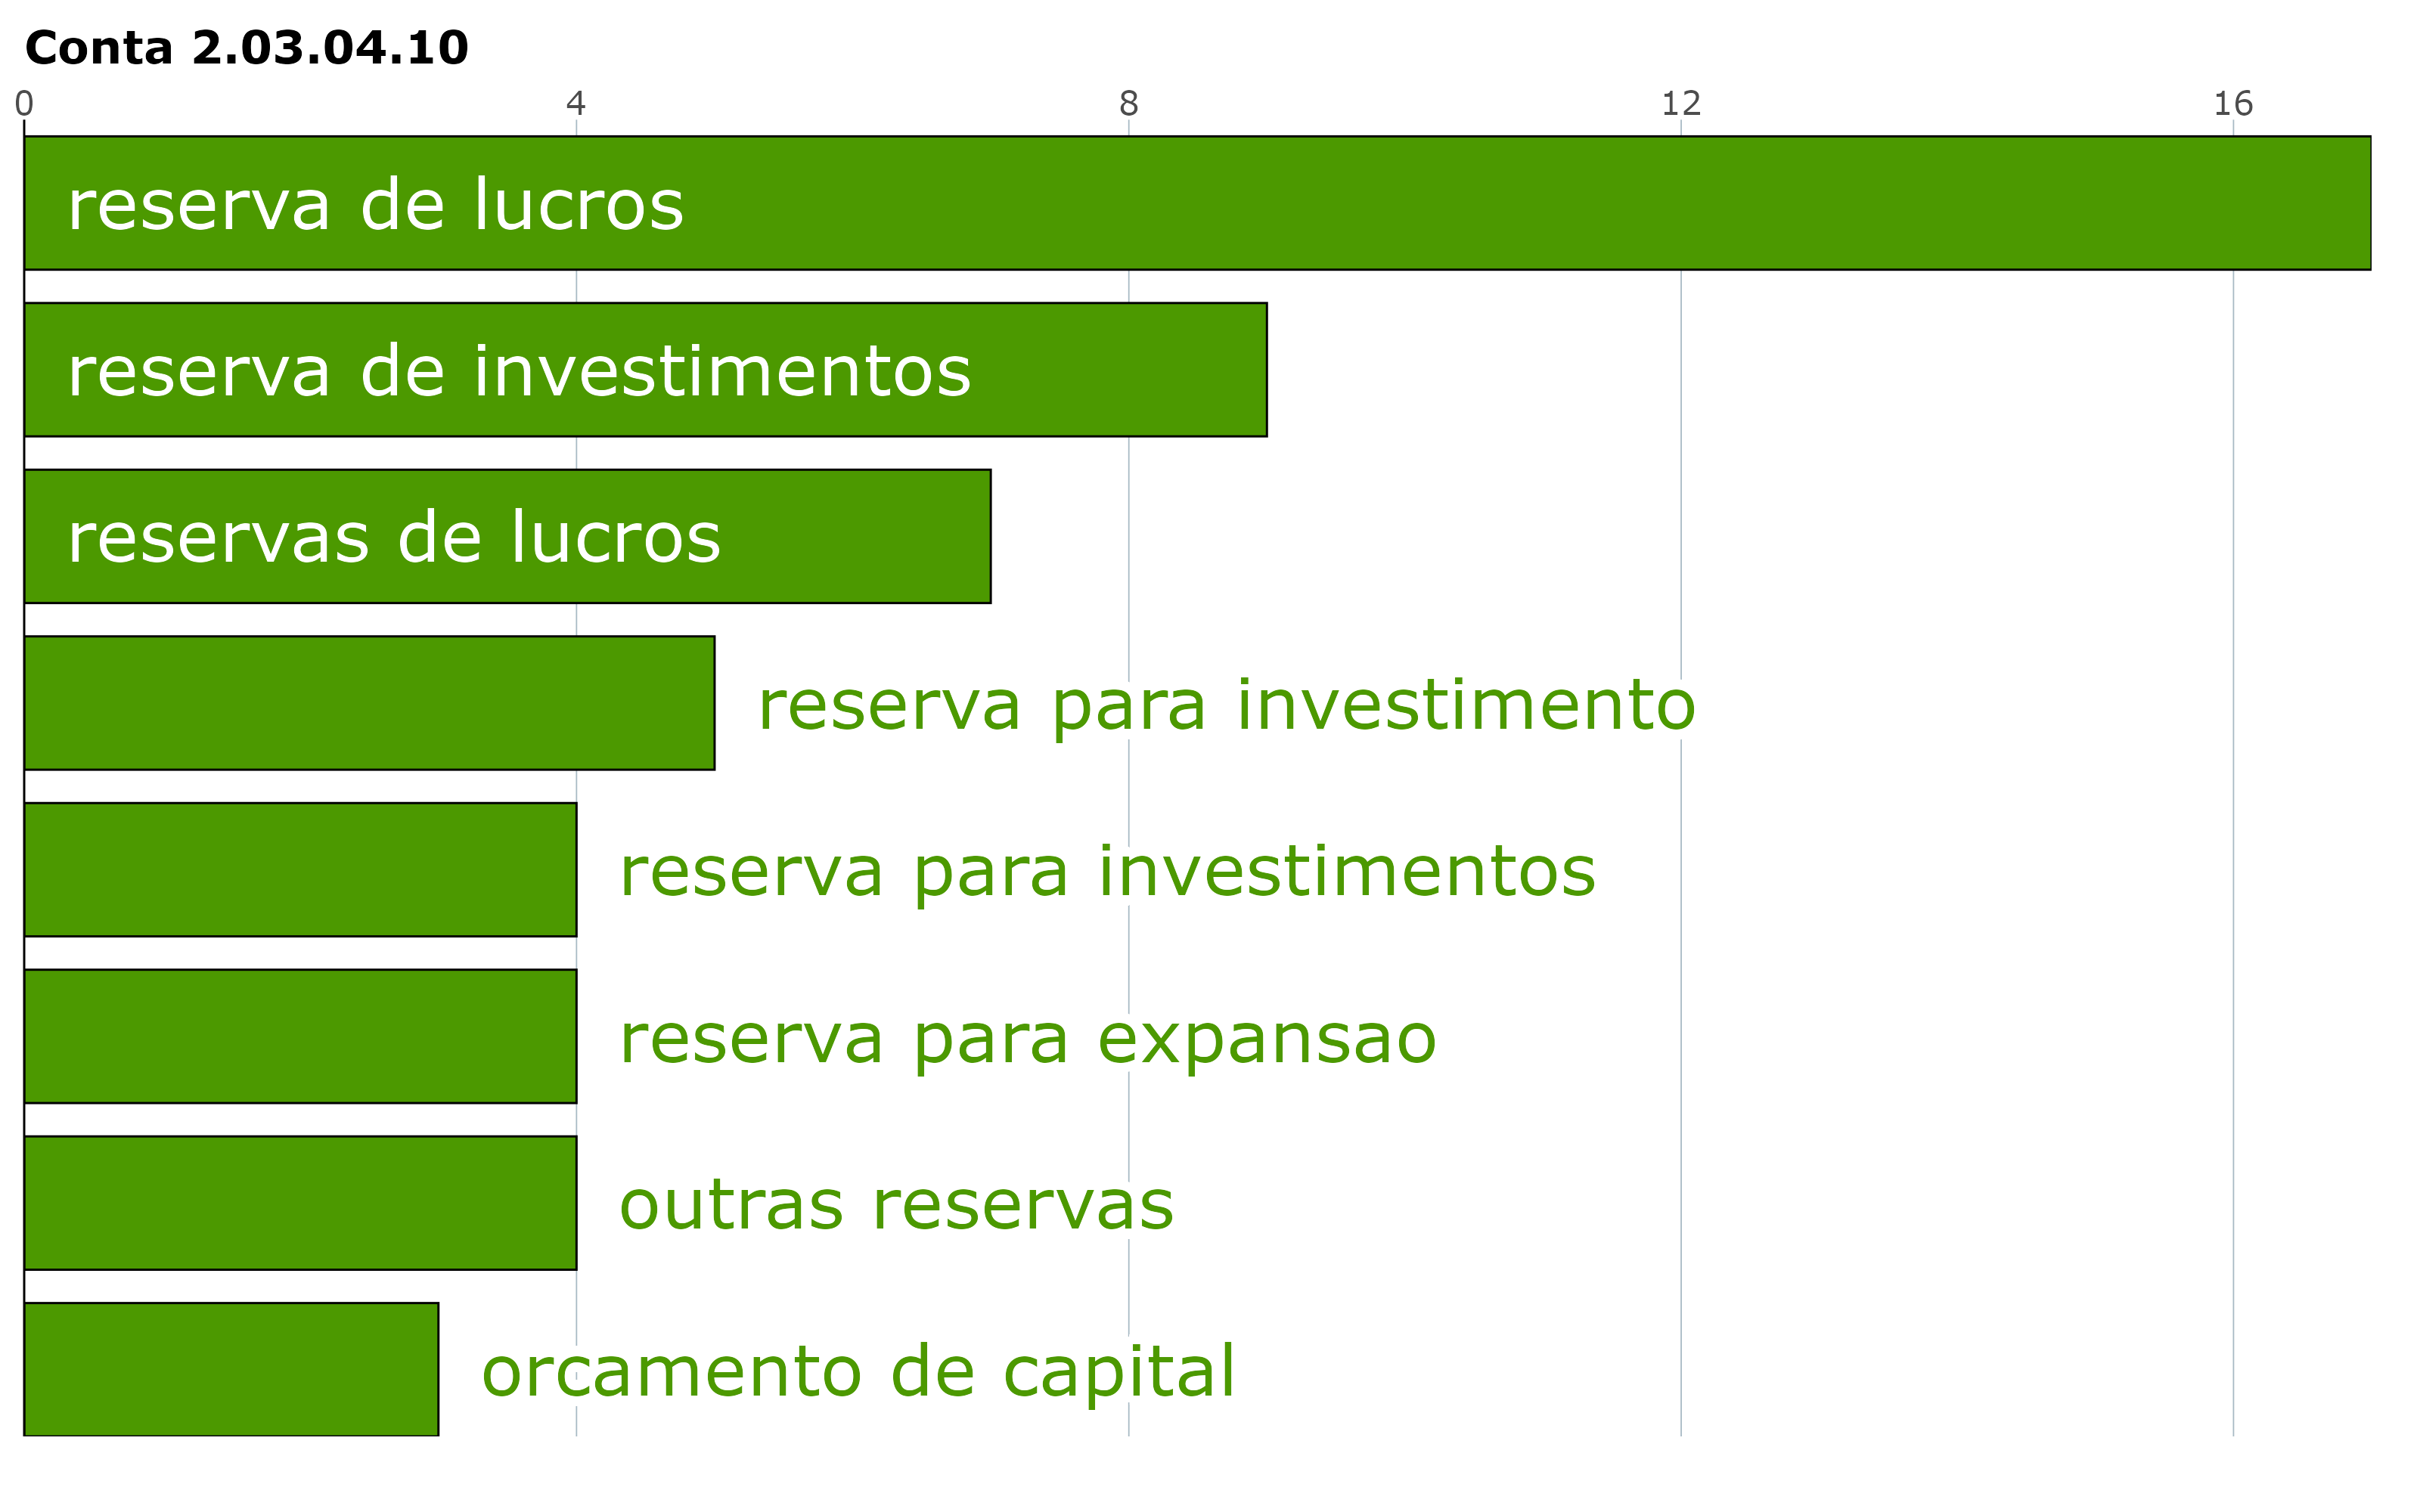 Conta 2.03.04.10
0 4 8 12 16
reserva de lucros
reserva de investimentos
reservas de lucros
reserva para investimento
reserva para investimentos
reserva para expansao
outras reservas
orcamento de capital